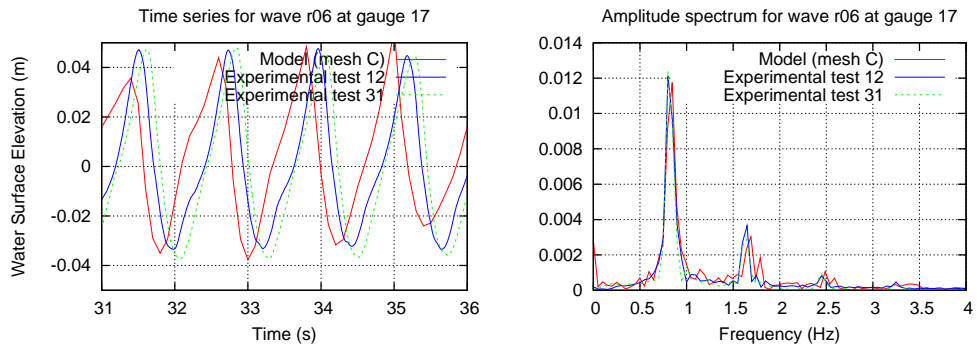 Time series for wave r06 at gauge 17
Water Surface Elevation (m)
0.04
0.02
0
-0.02
-0.04
Model (mesh C)
Experimental test 12
Experimental test 31
31 32 33 34 35 36
Time (s)
Amplitude spectrum for wave r06 at gauge 17
0.014
0.012
0.010
0.008
0.006
0.004
0.002
0
Model (mesh C)
Experimental test 12
Experimental test 31
0 0.5 1 1.5 2 2.5 3 3.5 4
Frequency (Hz)